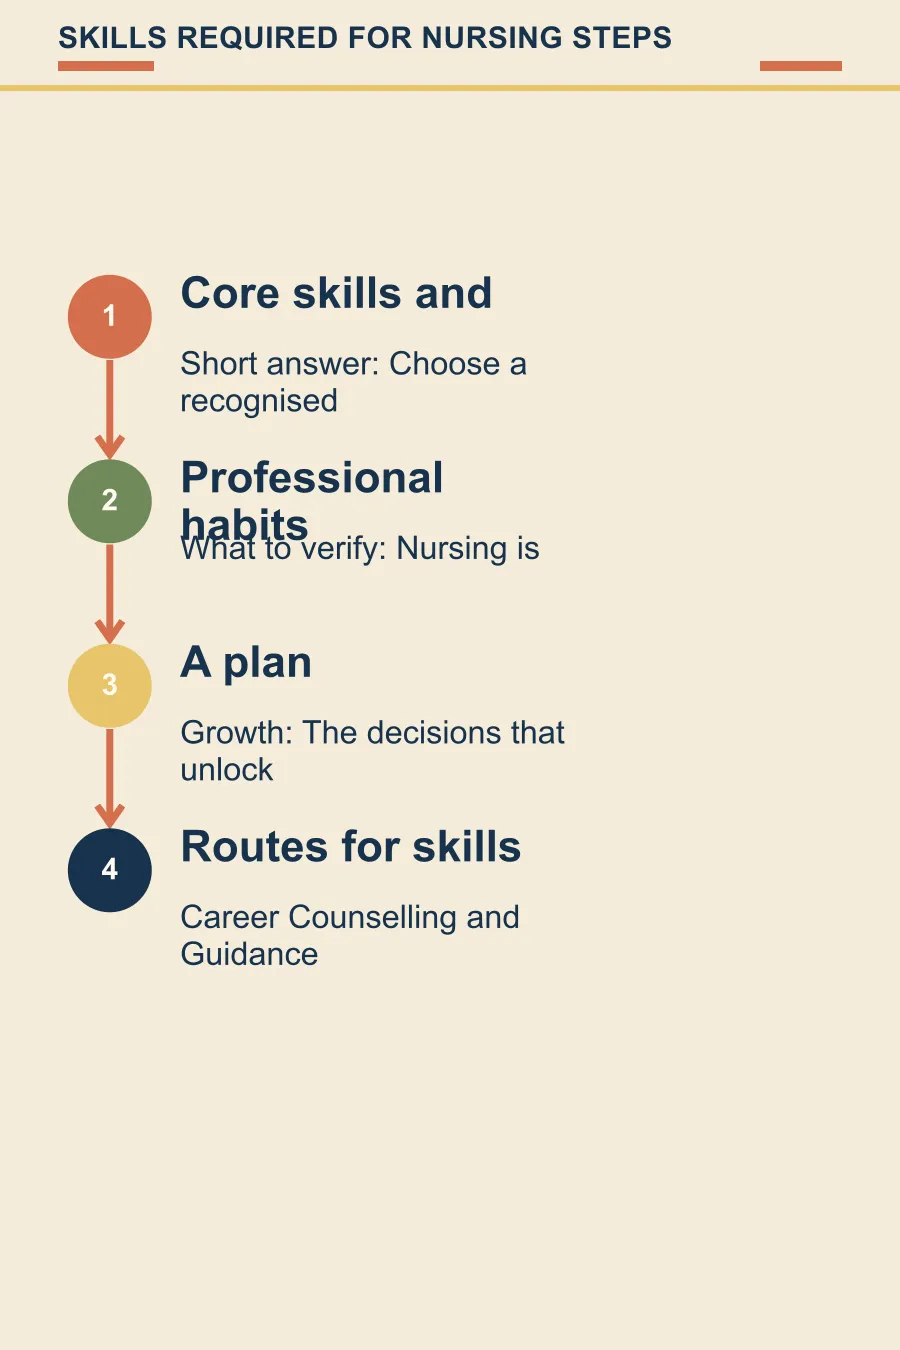 SKILLS REQUIRED FOR NURSING STEPS
1
Core skills and
Short answer: Choose a
recognised
2
Professional
habits
What to verify: Nursing is
3
A plan
Growth: The decisions that
unlock
4
Routes for skills
Career Counselling and
Guidance